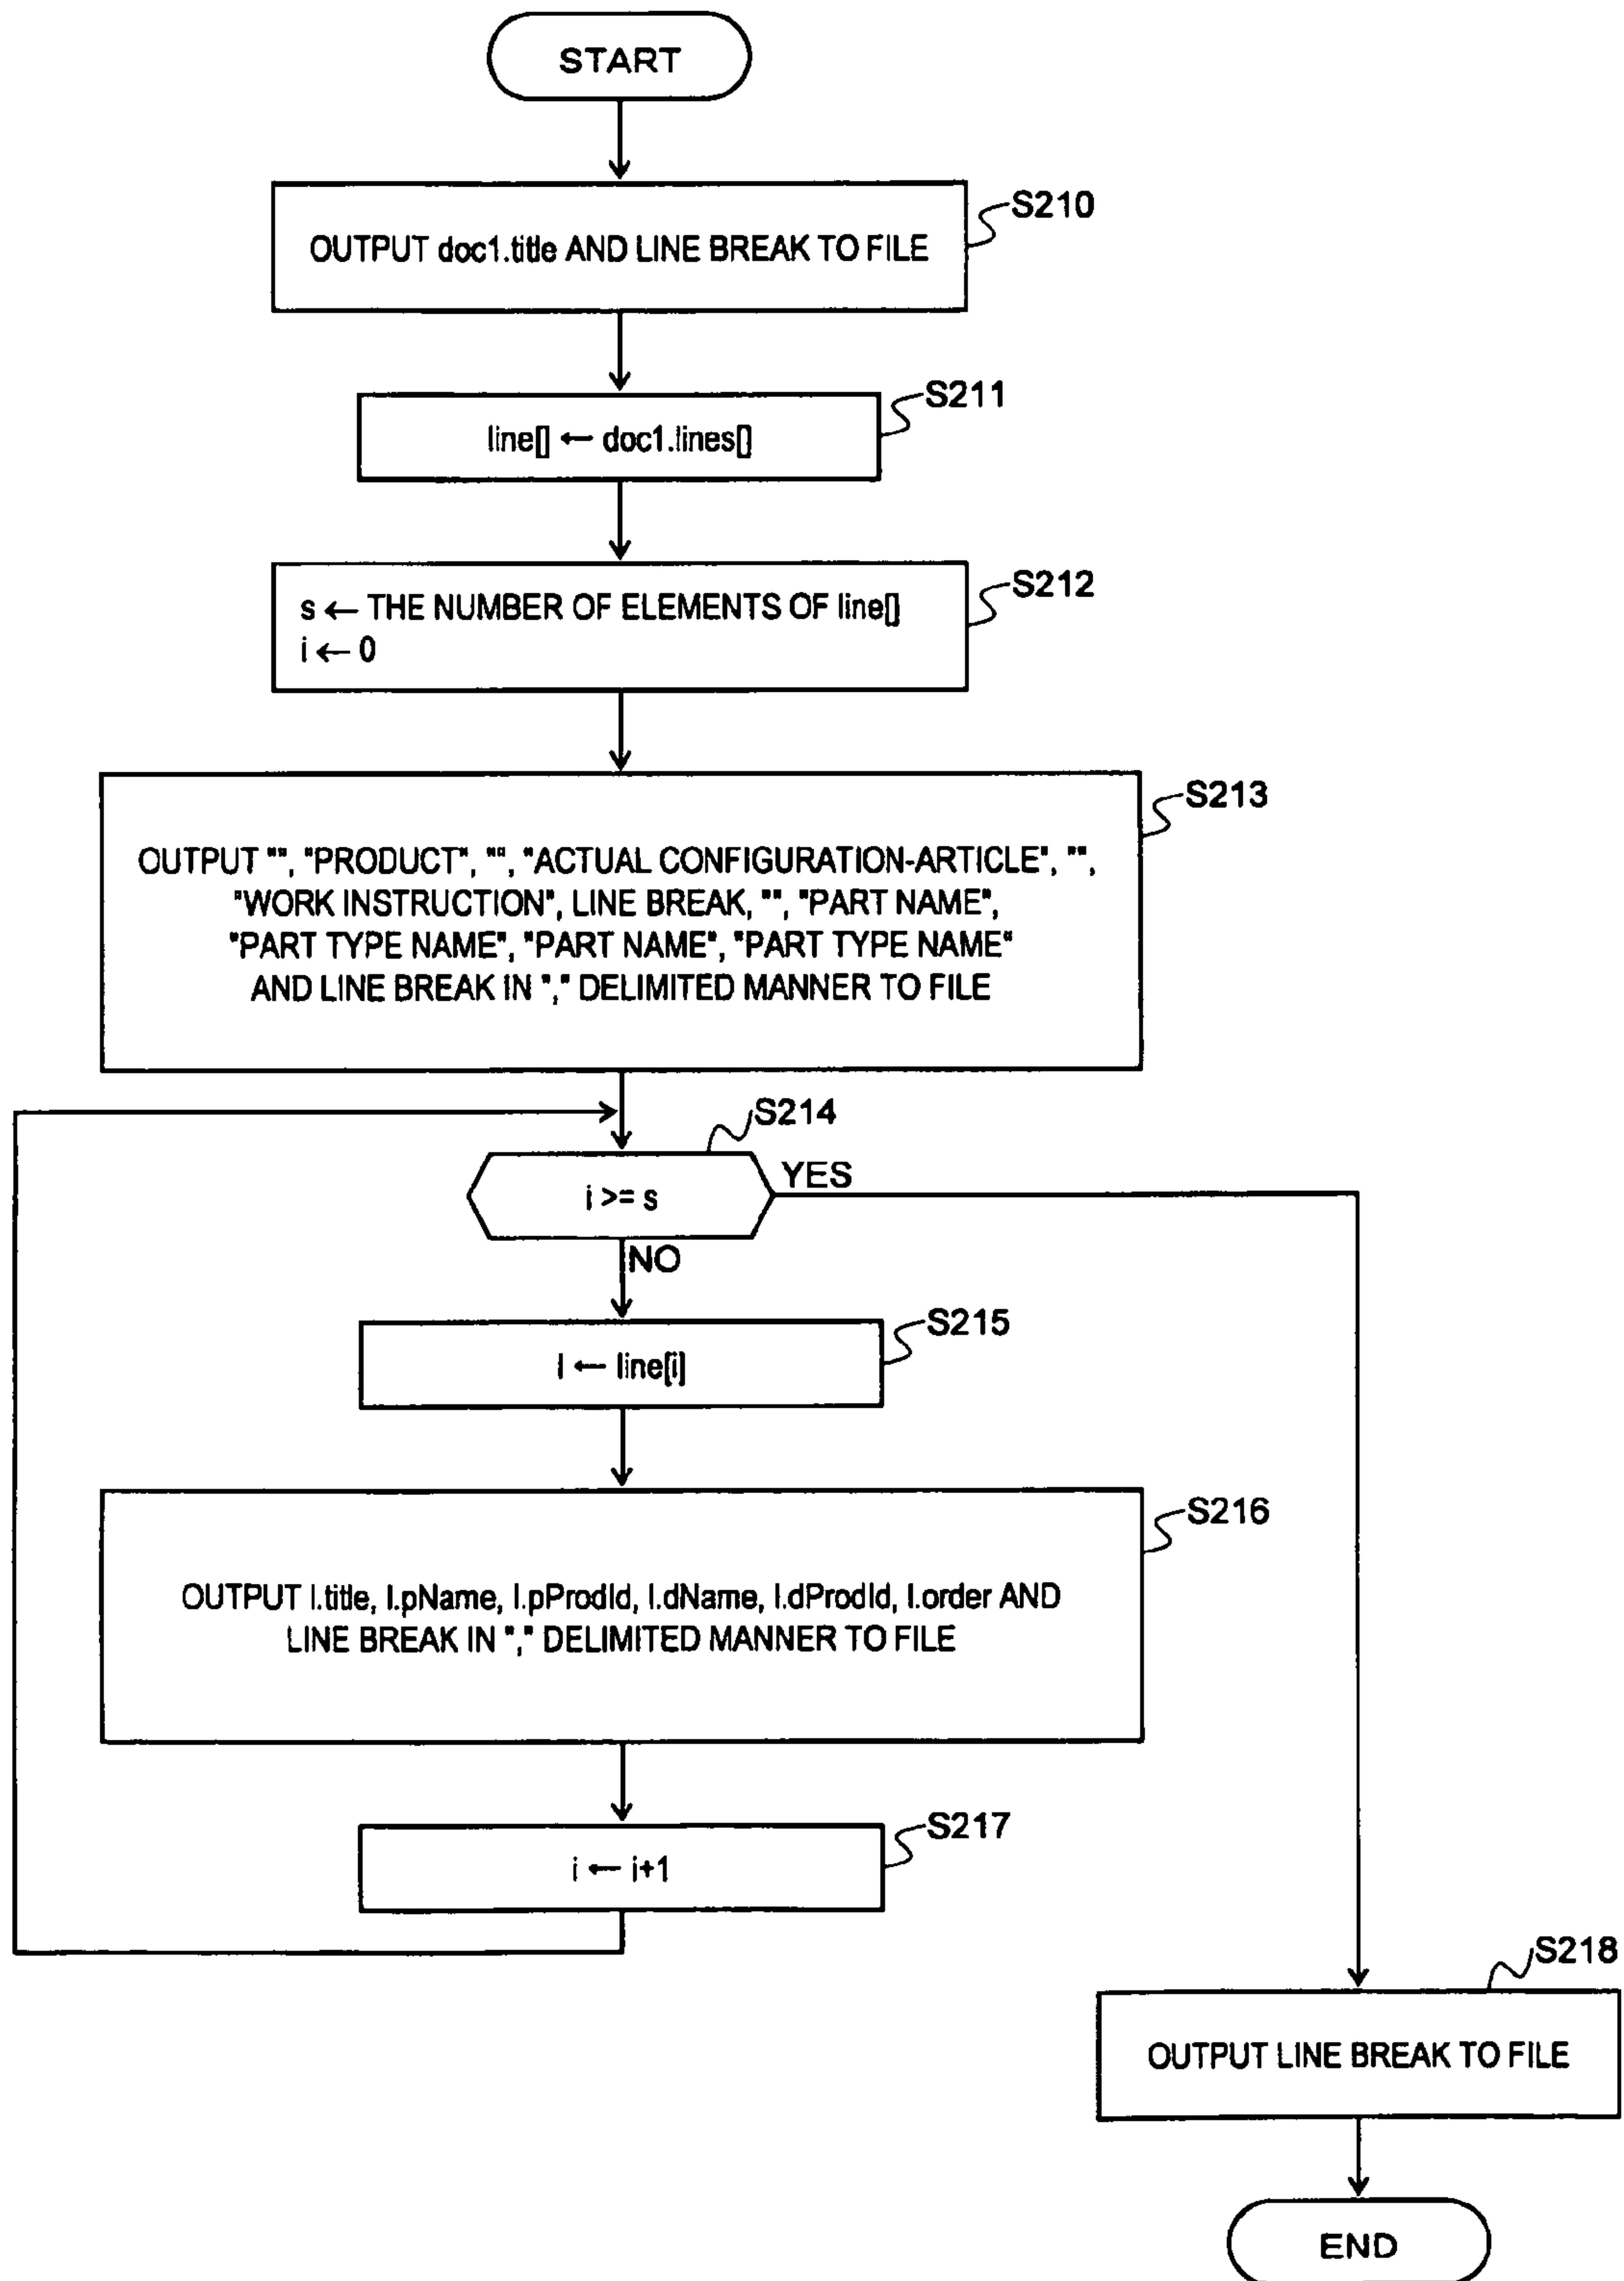 START
S210
OUTPUT doc1.title AND LINE BREAK TO FILE
S211
line[] ← doc1.lines[]
S212
s ← THE NUMBER OF ELEMENTS OF line[]
i ← 0
S213
OUTPUT "", "PRODUCT", "", "ACTUAL CONFIGURATION-ARTICLE", "",
"WORK INSTRUCTION", LINE BREAK, "", "PART NAME",
"PART TYPE NAME", "PART NAME", "PART TYPE NAME"
AND LINE BREAK IN "," DELIMITED MANNER TO FILE
S214
i >= s
YES
NO
S215
l ← line[i]
S216
OUTPUT l.title, l.pName, l.pProdId, l.dName, l.dProdId, l.order AND
LINE BREAK IN "," DELIMITED MANNER TO FILE
S217
i ← i+1
S218
OUTPUT LINE BREAK TO FILE
END